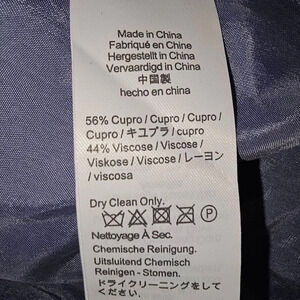 Made in China
Fabriqué en Chine
Hergestellt in China
Vervaardigd in China
中国製
hecho en china
56% Cupro / Cupro / Cupro /
Cupro / キュプラ / cupro
44% Viscose / Viscose /
Viskose / Viscose / レーヨン
/ viscosa
Dry Clean Only.
P
Nettoyage À Sec.
Chemische Reinigung.
Uitsluitend Chemisch
Reinigen - Stomen.
ドライクリーニングをして
ください.